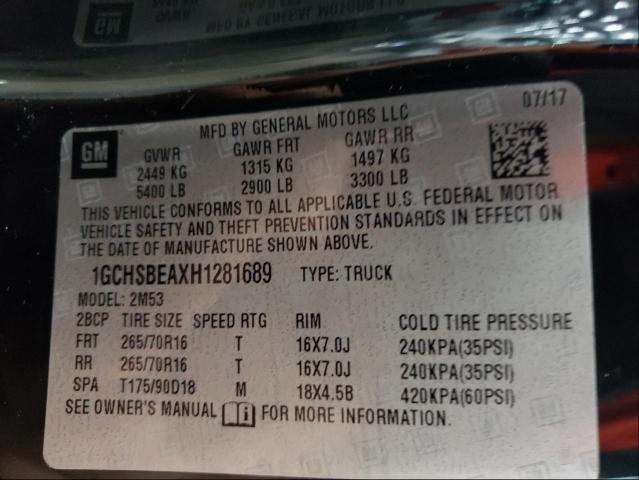 MFD BY GENERAL MOTORS LLC 07/17
GM GVWR GAWR FRT GAWR RR
2449 KG 1315 KG 1497 KG
5400 LB 2900 LB 3300 LB
THIS VEHICLE CONFORMS TO ALL APPLICABLE U.S. FEDERAL MOTOR
VEHICLE SAFETY AND THEFT PREVENTION STANDARDS IN EFFECT ON
THE DATE OF MANUFACTURE SHOWN ABOVE.
1GCHSBEAXH1281689 TYPE: TRUCK
MODEL: 2M53
2BCP TIRE SIZE SPEED RTG RIM COLD TIRE PRESSURE
FRT 265/70R16 T 16X7.0J 240KPA(35PSI)
RR 265/70R16 T 16X7.0J 240KPA(35PSI)
SPA T175/90D18 M 18X4.5B 420KPA(60PSI)
SEE OWNER'S MANUAL FOR MORE INFORMATION.